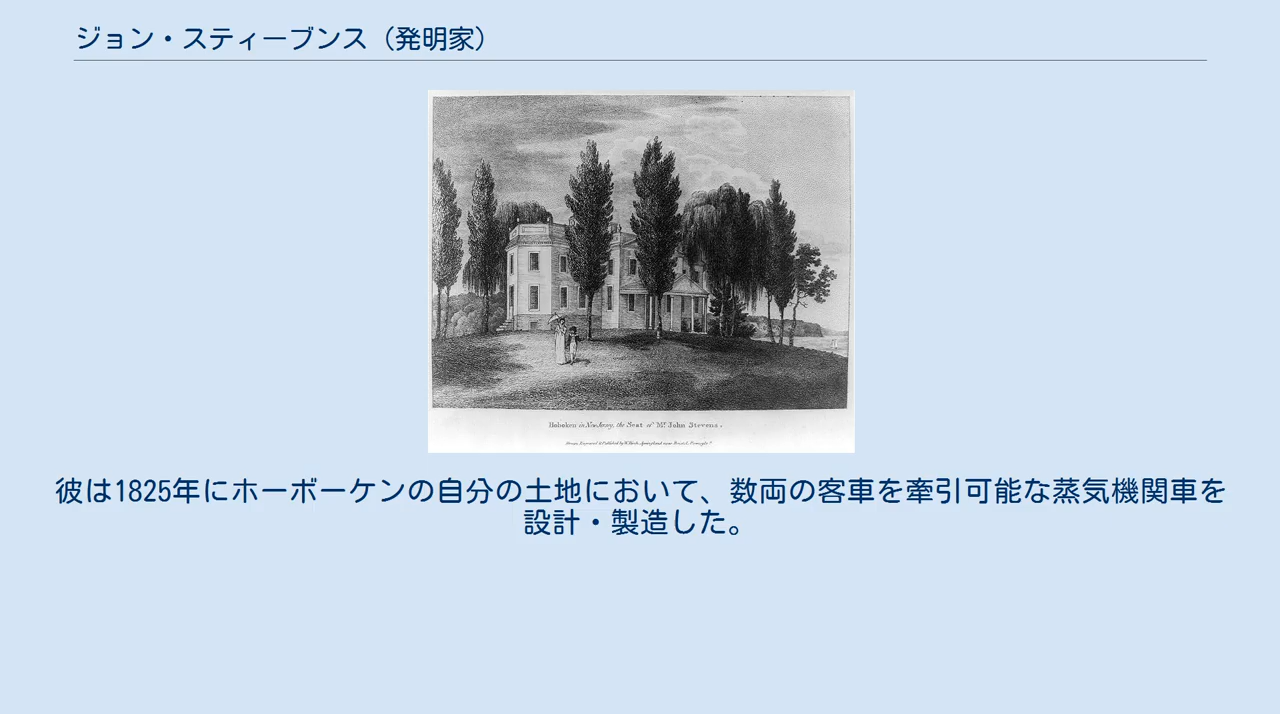 ジョン・スティーブンス（発明家）
Hoboken in New Jersey, the Seat of Mr. John Stevens.
彼は1825年にホーボーケンの自分の土地において、数両の客車を牽引可能な蒸気機関車を
設計・製造した。